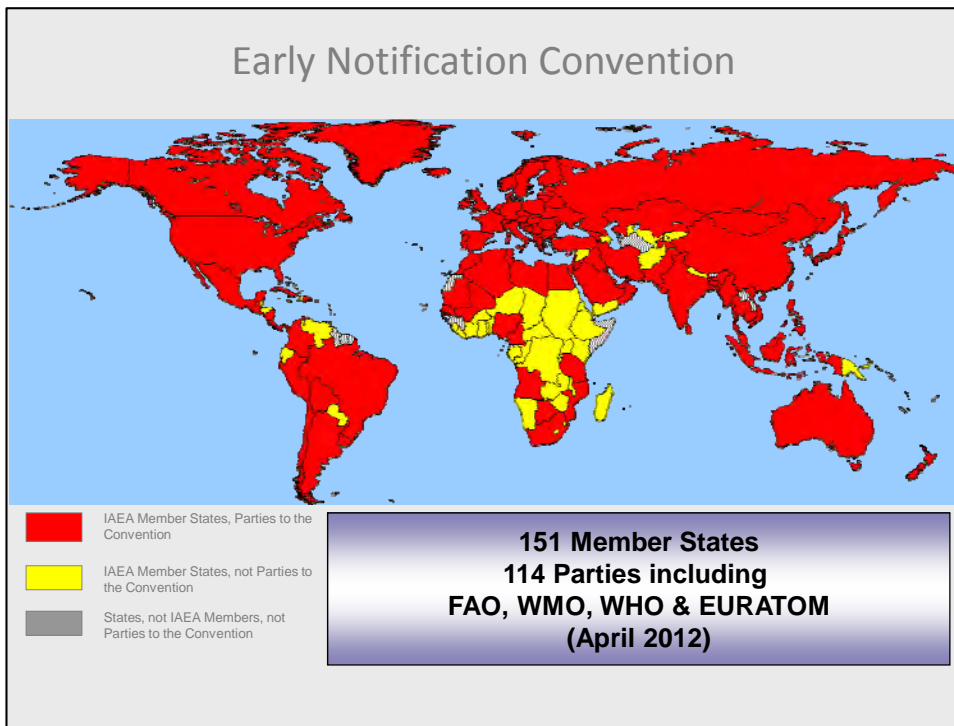 Early Notification Convention
IAEA Member States, Parties to the
Convention
IAEA Member States, not Parties to
the Convention
States, not IAEA Members, not
Parties to the Convention
151 Member States
114 Parties including
FAO, WMO, WHO & EURATOM
(April 2012)